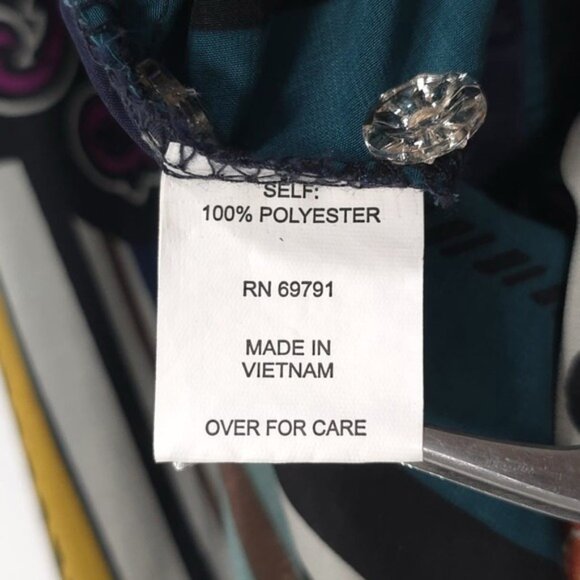 SELF:
100% POLYESTER
RN 69791
MADE IN
VIETNAM
OVER FOR CARE